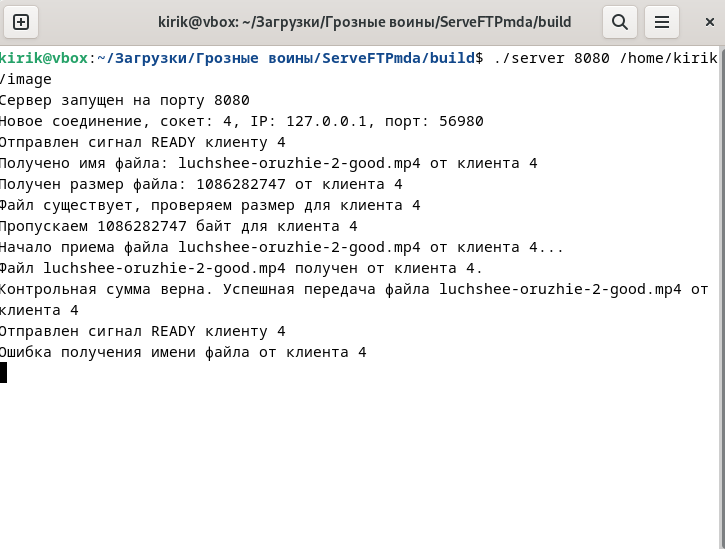 kirik@vbox: ~/Загрузки/Грозные воины/ServeFTPmda/build
kirik@vbox:~/Загрузки/Грозные воины/ServeFTPmda/build$ ./server 8080 /home/kirik
/image
Сервер запущен на порту 8080
Новое соединение, сокет: 4, IP: 127.0.0.1, порт: 56980
Отправлен сигнал READY клиенту 4
Получено имя файла: luchshee-oruzhie-2-good.mp4 от клиента 4
Получен размер файла: 1086282747 от клиента 4
Файл существует, проверяем размер для клиента 4
Пропускаем 1086282747 байт для клиента 4
Начало приема файла luchshee-oruzhie-2-good.mp4 от клиента 4...
Файл luchshee-oruzhie-2-good.mp4 получен от клиента 4.
Контрольная сумма верна. Успешная передача файла luchshee-oruzhie-2-good.mp4 от
клиента 4
Отправлен сигнал READY клиенту 4
Ошибка получения имени файла от клиента 4